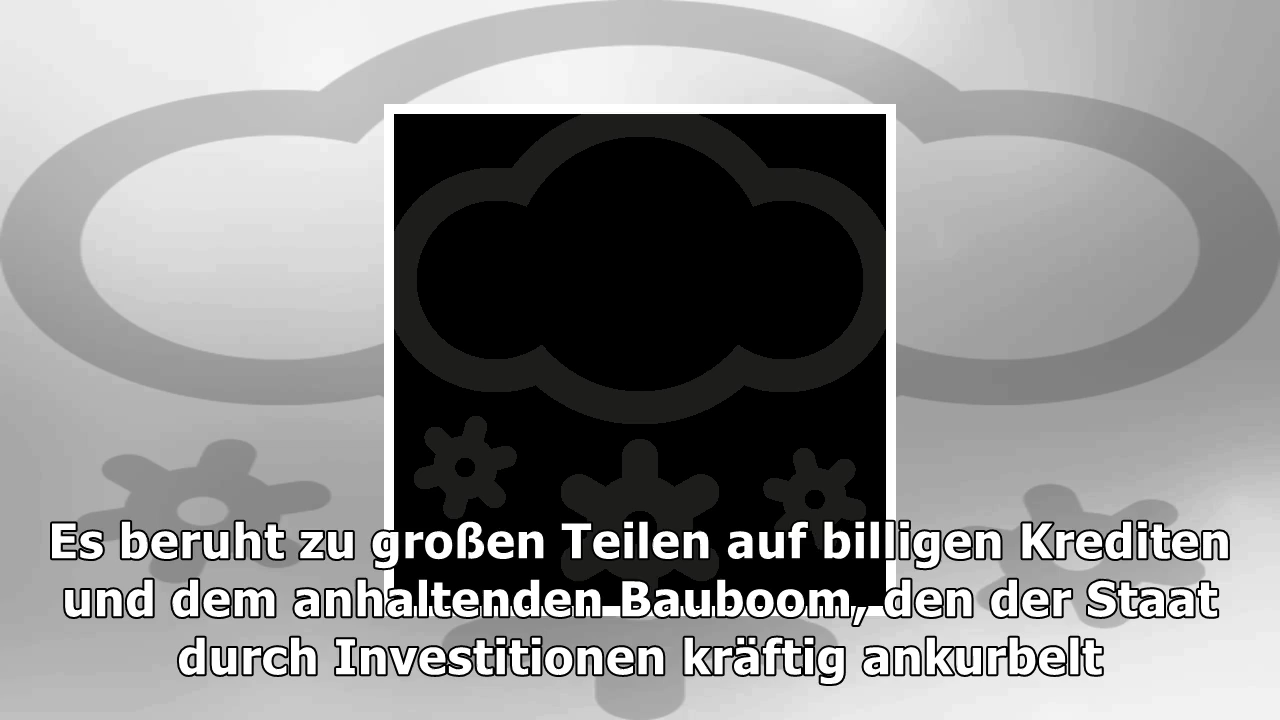 Es beruht zu großen Teilen auf billigen Krediten
und dem anhaltenden Bauboom, den der Staat
durch Investitionen kräftig ankurbelt